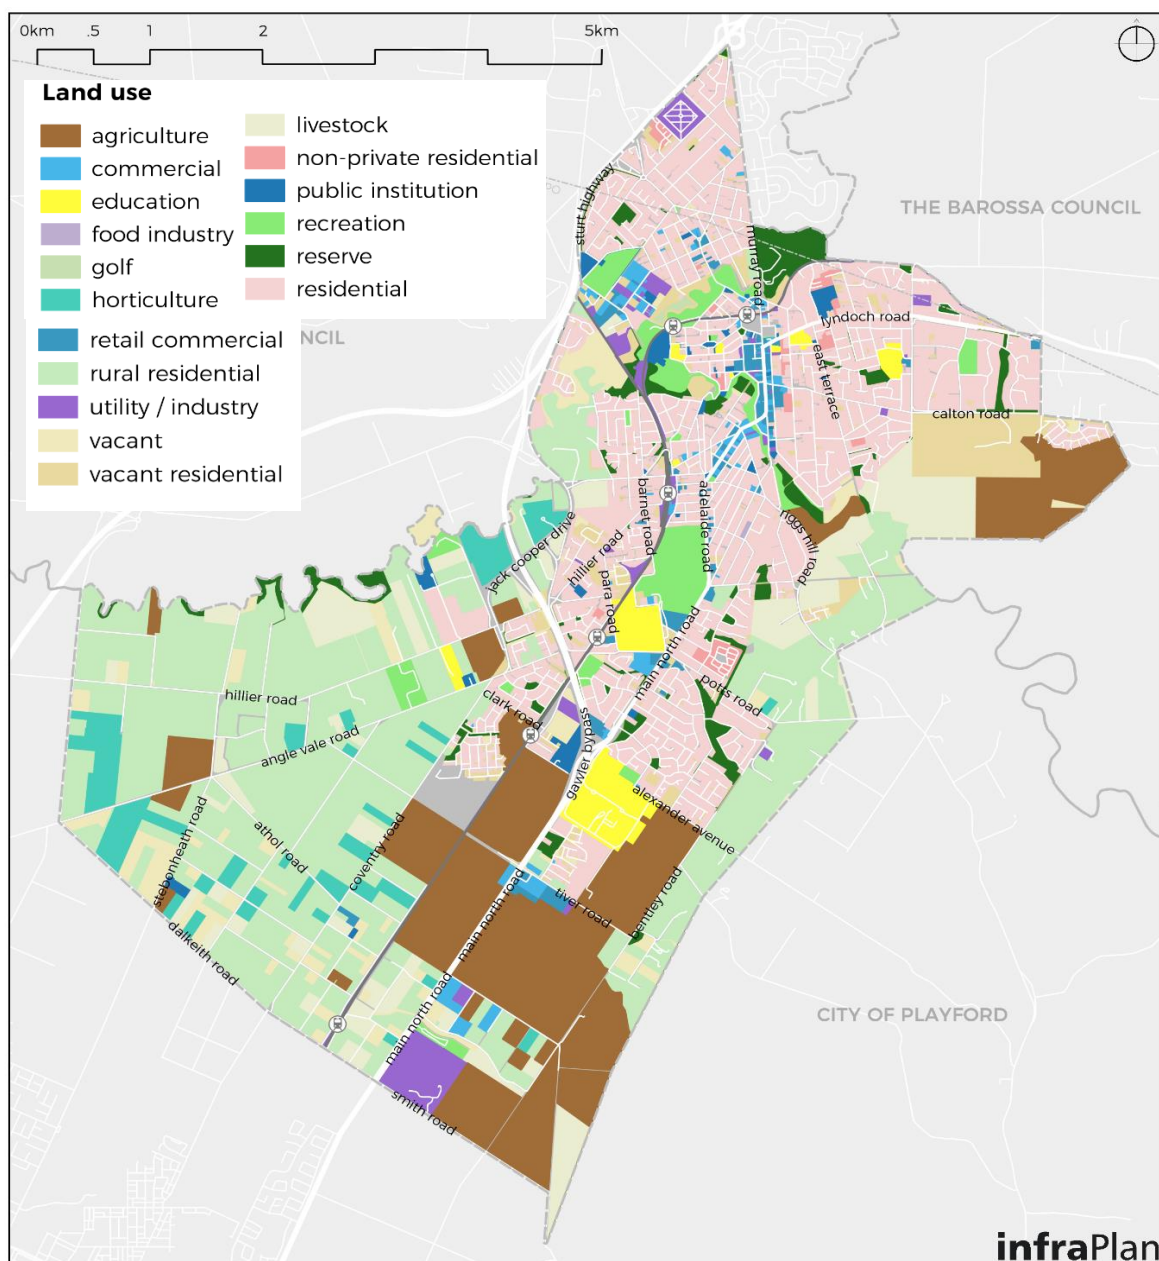 0km .5 1 2 5km
Land use
agriculture
commercial
education
food industry
golf
horticulture
retail commercial
rural residential
utility / industry
vacant
vacant residential
livestock
non-private residential
public institution
recreation
reserve
residential
THE BAROSSA COUNCIL
NCIL
sturt highway
murray road
lyndoch road
east terrace
calton road
barnet road
adelaide road
riggs hill road
jack cooper drive
hillier road
para road
main north road
potts road
hillier road
clark road
angle vale road
gawler bypass
alexander avenue
stebonheath road
athol road
coventry road
main north road
tiver road
bentley road
dalkeith road
main north road
smith road
CITY OF PLAYFORD
infraPlan